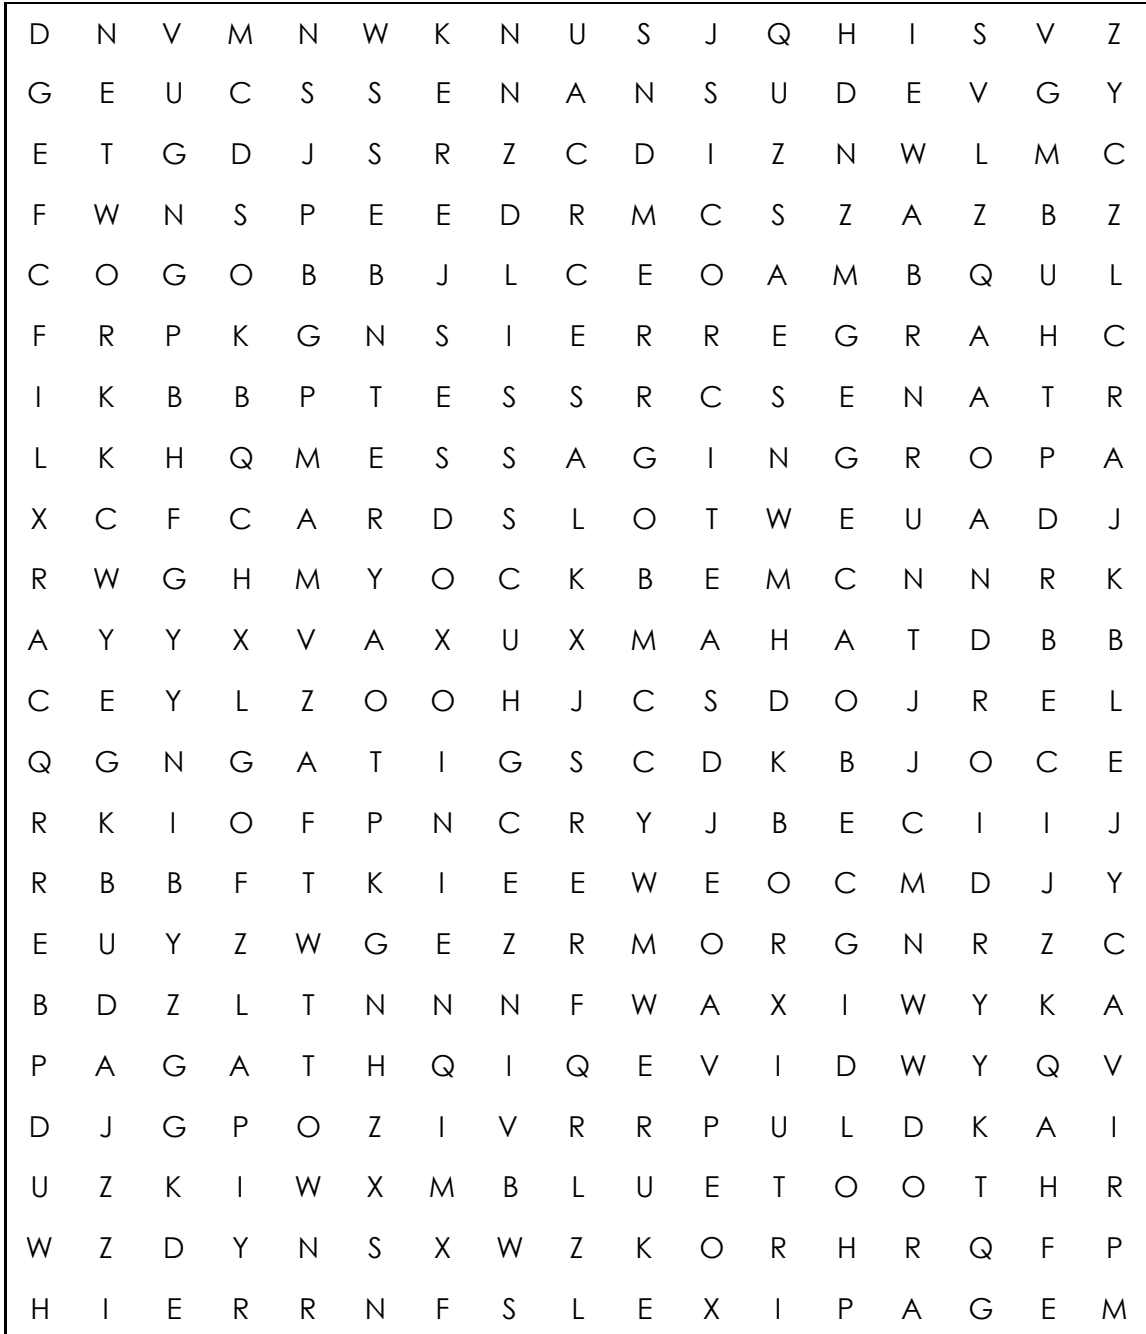 D N V M N W K N U S J Q H I S V Z
G E U C S S E N A N S U D E V G Y
E T G D J S R Z C D I Z N W L M C
F W N S P E E D R M C S Z A Z B Z
C O G O B B J L C E O A M B Q U L
F R P K G N S I E R R E G R A H C
I K B B P T E S S R C S E N A T R
L K H Q M E S S A G I N G R O P A
X C F C A R D S L O T W E U A D J
R W G H M Y O C K B E M C N N R K
A Y Y X V A X U X M A H A T D B B
C E Y L Z O O H J C S D O J R E L
Q G N G A T I G S C D K B J O C E
R K I O F P N C R Y J B E C I I J
R B B F T K I E E W E O C M D J Y
E U Y Z W G E Z R M O R G N R Z C
B D Z L T N N N F W A X I W Y K A
P A G A T H Q I Q E V I D W Y Q V
D J G P O Z I V R R P U L D K A I
U Z K I W X M B L U E T O O T H R
W Z D Y N S X W Z K O R H R Q F P
H I E R R N F S L E X I P A G E M